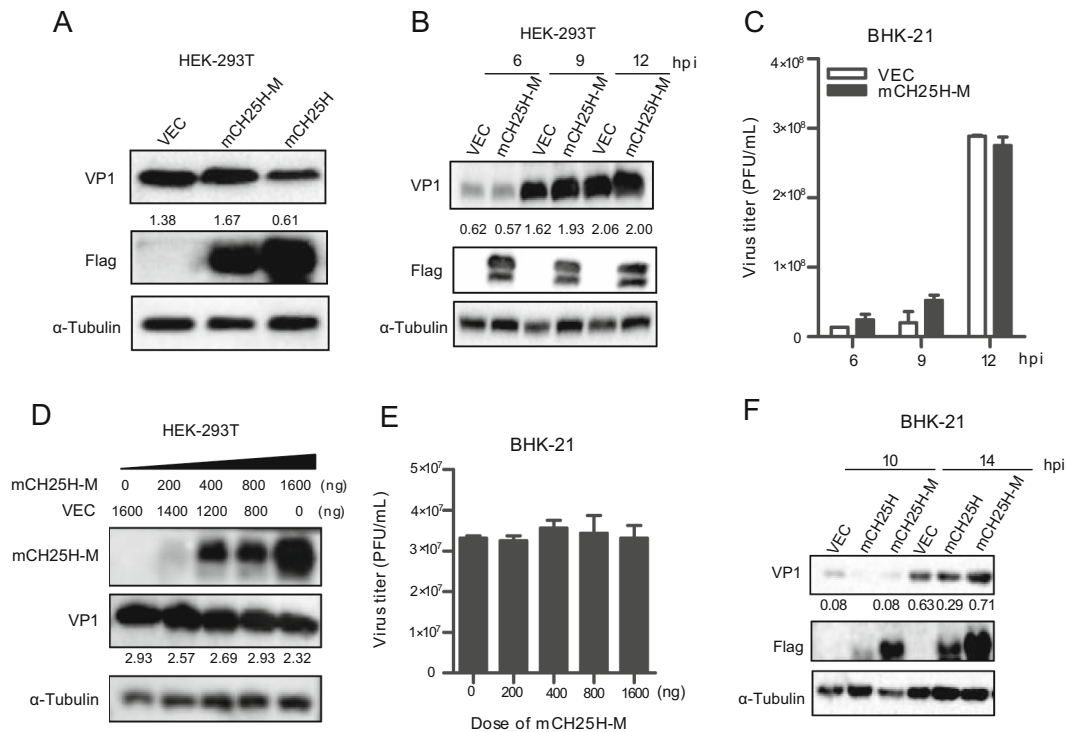 A
HEK-293T
VEC
mCH25H-M
mCH25H
VP1
1.38 1.67 0.61
Flag
α-Tubulin
B
HEK-293T
6 9 12 hpi
VEC
mCH25H-M
VEC
mCH25H-M
VEC
mCH25H-M
VP1
0.62 0.57 1.62 1.93 2.06 2.00
Flag
α-Tubulin
C
BHK-21
VEC
mCH25H-M
Virus titer (PFU/mL)
4×10⁸
3×10⁸
2×10⁸
1×10⁸
0
6 9 12 hpi
D
HEK-293T
mCH25H-M 0 200 400 800 1600 (ng)
VEC 1600 1400 1200 800 0 (ng)
mCH25H-M
VP1
2.93 2.57 2.69 2.93 2.32
α-Tubulin
E
BHK-21
Virus titer (PFU/mL)
5×10⁷
4×10⁷
3×10⁷
2×10⁷
1×10⁷
0
0 200 400 800 1600 (ng)
Dose of mCH25H-M
F
BHK-21
10 14 hpi
VEC
mCH25H
mCH25H-M
VEC
mCH25H
mCH25H-M
VP1
0.08 0.08 0.63 0.29 0.71
Flag
α-Tubulin